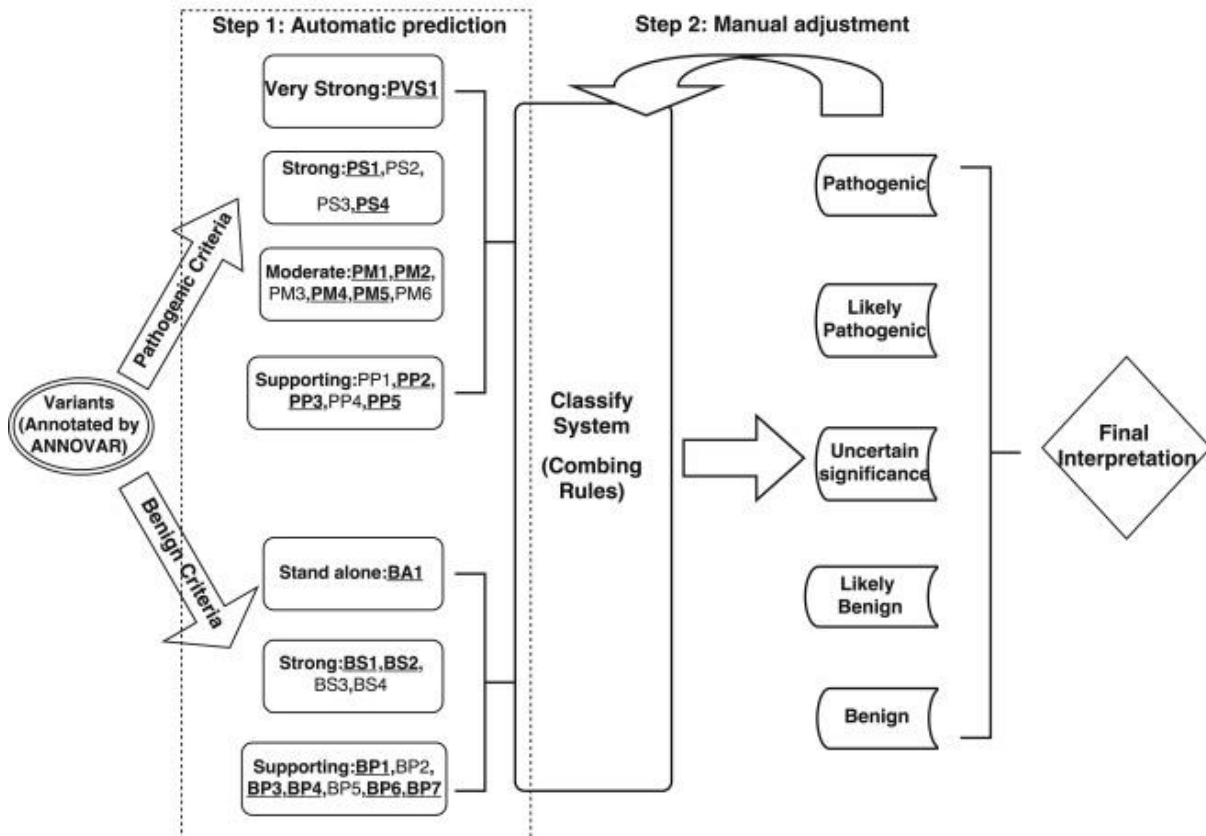 Step 1: Automatic prediction
Step 2: Manual adjustment
Very Strong:PVS1
Strong:PS1,PS2,
PS3,PS4
Moderate:PM1,PM2,
PM3,PM4,PM5,PM6
Supporting:PP1,PP2,
PP3,PP4,PP5
Pathogenic Criteria
Variants
(Annotated by
ANNOVAR)
Benigh Criteria
Stand alone:BA1
Strong:BS1,BS2,
BS3,BS4
Supporting:BP1,BP2,
BP3,BP4,BP5,BP6,BP7
Classify
System
(Combing
Rules)
Pathogenic
Likely
Pathogenic
Uncertain
significance
Likely
Benign
Benign
Final
Interpretation